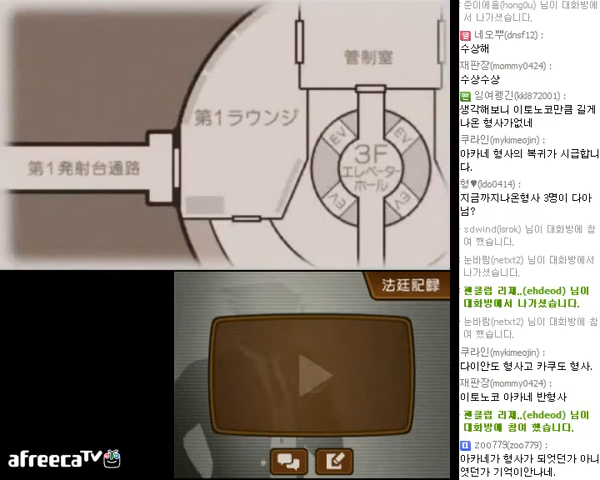 管制室
第1ラウンジ
第1発射台通路
EV
EV
3F
エレベーター
ホール
EV
EV
法廷記録
afreecaTV
준이에욤(hong0u) 님이 대화방에서 나가셨습니다.
네오뿌(dnsf12) :
수상해
재판장(mommy0424) :
수상수상
잉여펭긴(kkl872001) :
생각해보니 이토노코만큼 길게
나온 형사가없네
쿠라인(mykimeojin) :
아카네 형사의 복귀가 시급합니
다.
형♥(ldo0414) :
지금까지나온형사 3명이 다아
님?
sdwind(lsrok) 님이 대화방에 참
여 했습니다.
눈바람(netxt2) 님이 대화방에서
나가셨습니다.
팬클럽 리제..(ehdeod) 님이
대화방에서 나가셨습니다.
눈바람(netxt2) 님이 대화방에 참
여 했습니다.
쿠라인(mykimeojin) :
다이안도 형사고 카쿠도 형사.
재판장(mommy0424) :
이토노코 아카네 반형사
팬클럽 리제..(ehdeod) 님이
대화방에 참여 했습니다.
zoo779(zoo779) :
아카네가 형사가 되엇던가 아니
엿던가 기억이안나네.